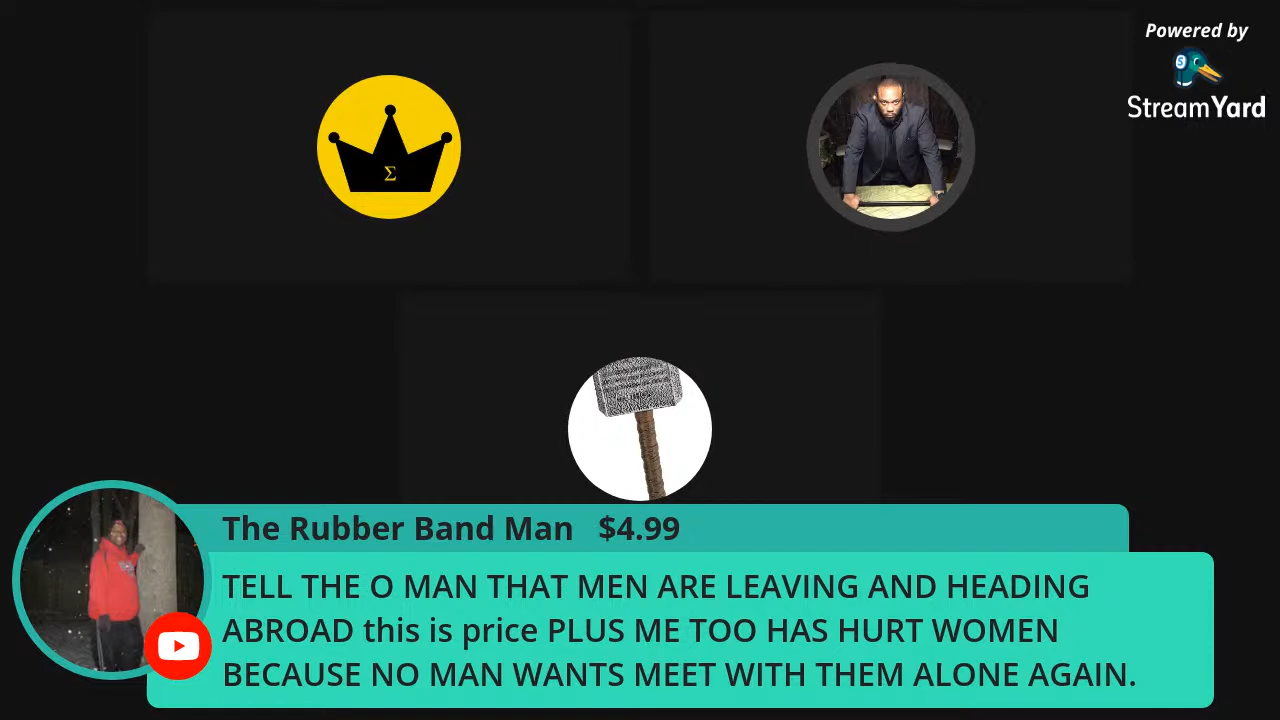 Powered by
StreamYard
Σ
The Rubber Band Man $4.99
TELL THE O MAN THAT MEN ARE LEAVING AND HEADING
ABROAD this is price PLUS ME TOO HAS HURT WOMEN
BECAUSE NO MAN WANTS MEET WITH THEM ALONE AGAIN.